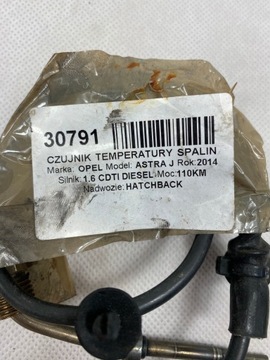 30791
CZUJNIK TEMPERATURY SPALIN
Marka: OPEL Model: ASTRA J Rok:2014
Silnik: 1.6 CDTI DIESEL Moc:110KM
Nadwozie: HATCHBACK